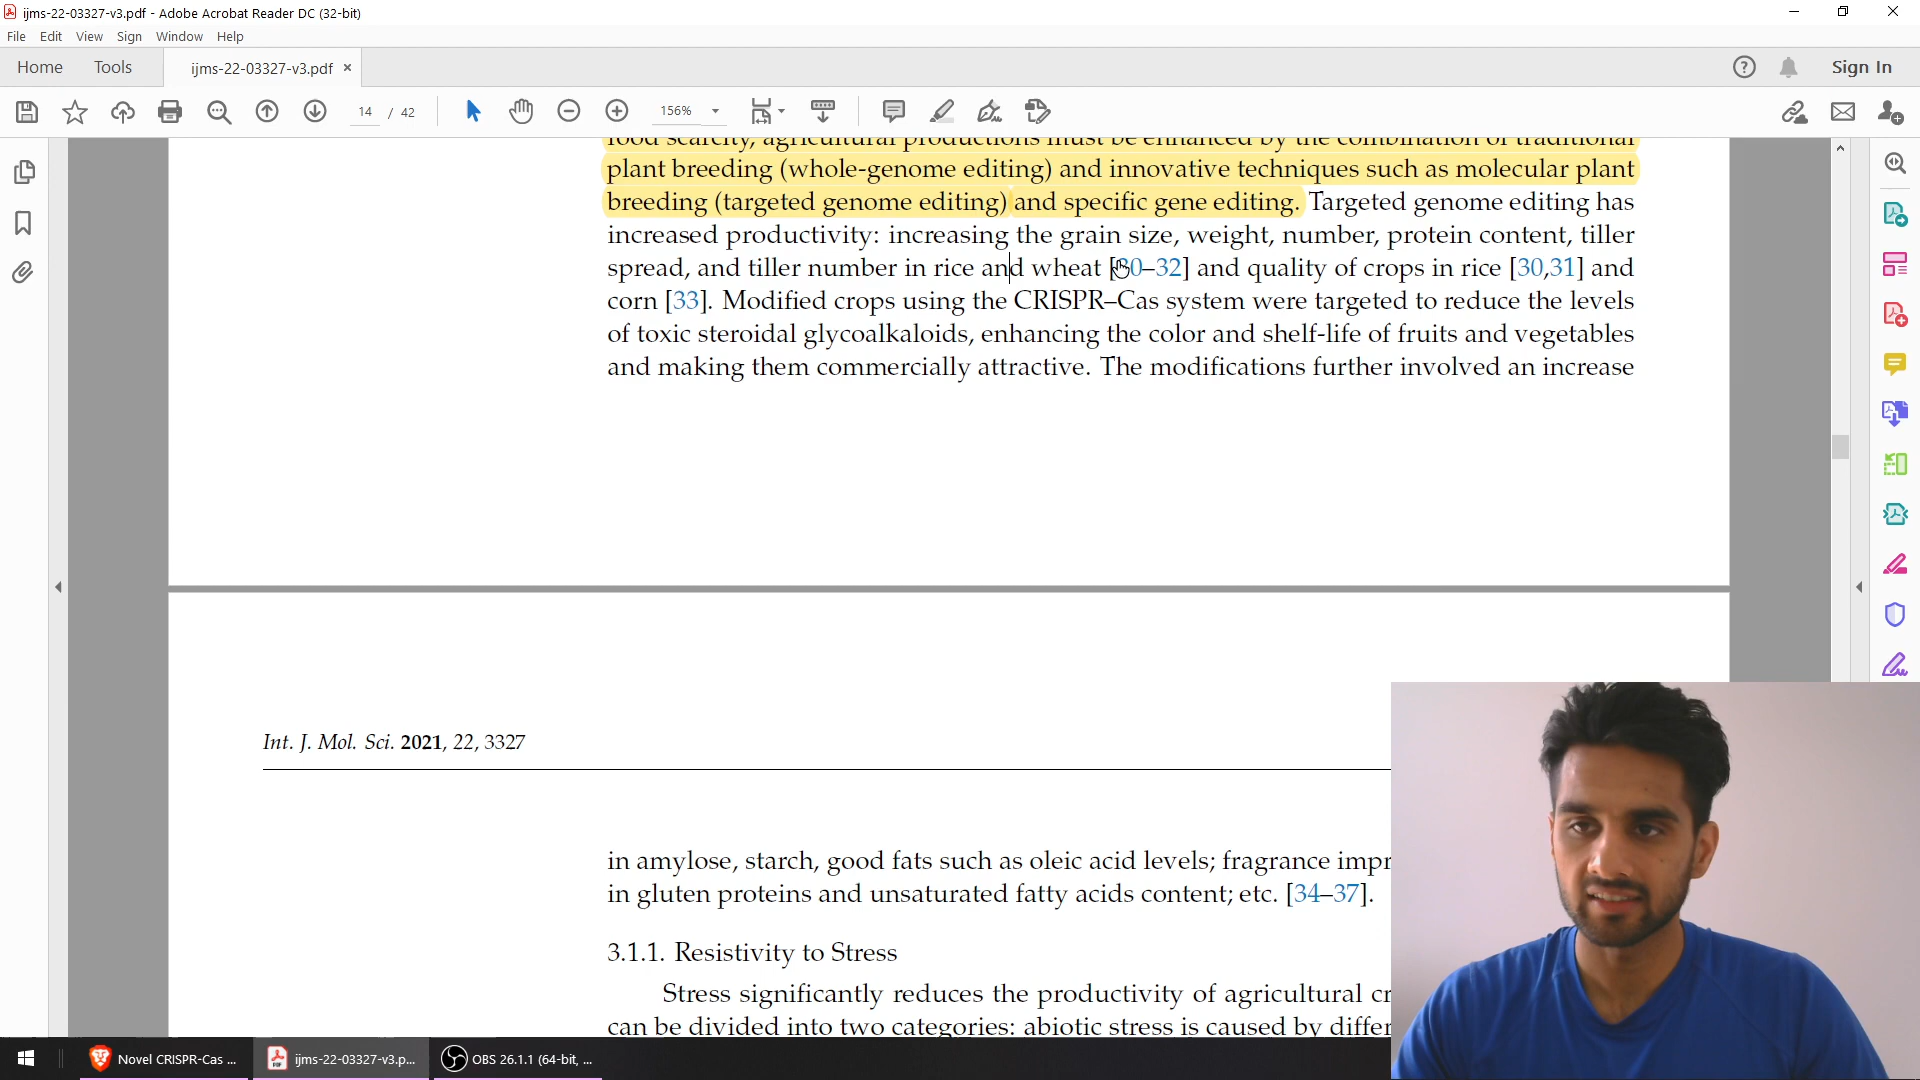 ijms-22-03327-v3.pdf - Adobe Acrobat Reader DC (32-bit)
File Edit View Sign Window Help
Home Tools ijms-22-03327-v3.pdf × Sign In
14 / 42 156%
food scarcity, agricultural productions must be enhanced by the combination of traditional
plant breeding (whole-genome editing) and innovative techniques such as molecular plant
breeding (targeted genome editing) and specific gene editing. Targeted genome editing has
increased productivity: increasing the grain size, weight, number, protein content, tiller
spread, and tiller number in rice and wheat [30–32] and quality of crops in rice [30,31] and
corn [33]. Modified crops using the CRISPR–Cas system were targeted to reduce the levels
of toxic steroidal glycoalkaloids, enhancing the color and shelf-life of fruits and vegetables
and making them commercially attractive. The modifications further involved an increase
Int. J. Mol. Sci. 2021, 22, 3327
in amylose, starch, good fats such as oleic acid levels; fragrance impr
in gluten proteins and unsaturated fatty acids content; etc. [34–37].
3.1.1. Resistivity to Stress
Stress significantly reduces the productivity of agricultural cr
can be divided into two categories: abiotic stress is caused by differ
Novel CRISPR-Cas ... ijms-22-03327-v3.p... OBS 26.1.1 (64-bit, ...